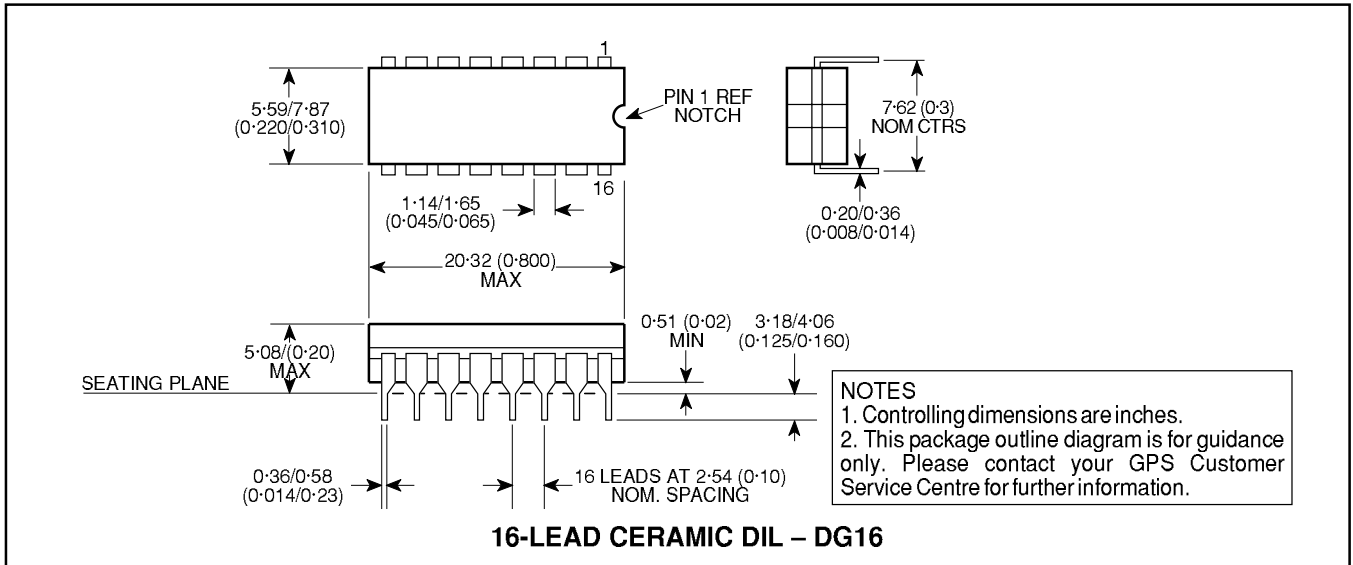 1
5·59/7·87
(0·220/0·310)
PIN 1 REF
NOTCH
7·62 (0·3)
NOM CTRS
16
1·14/1·65
(0·045/0·065)
0·20/0·36
(0·008/0·014)
20·32 (0·800)
MAX
0·51 (0·02)
MIN
3·18/4·06
(0·125/0·160)
5·08/(0·20)
MAX
SEATING PLANE
NOTES
1. Controlling dimensions are inches.
2. This package outline diagram is for guidance
only. Please contact your GPS Customer
Service Centre for further information.
0·36/0·58
(0·014/0·23)
16 LEADS AT 2·54 (0·10)
NOM. SPACING
16-LEAD CERAMIC DIL – DG16